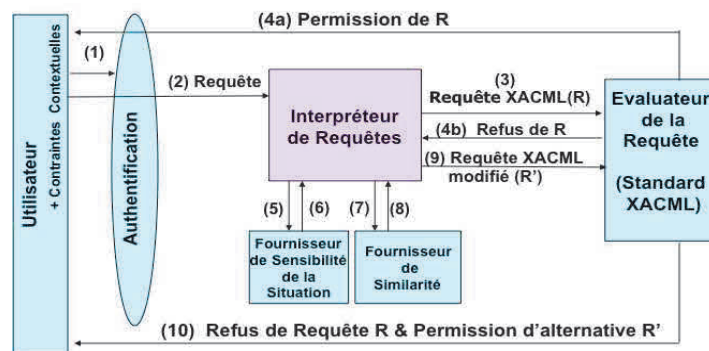 (4a) Permission de R
(1)
Utilisateur
+ Contraintes Contextuelles
Authentification
(2) Requête
Interpréteur
de Requêtes
(3)
Requête XACML(R)
(4b) Refus de R
(9) Requête XACML
modifié (R')
Evaluateur
de la
Requête
(Standard
XACML)
(5)
(6)
(7)
(8)
Fournisseur
de Sensibilité
de la
Situation
Fournisseur
de
Similarité
(10) Refus de Requête R & Permission d'alternative R'